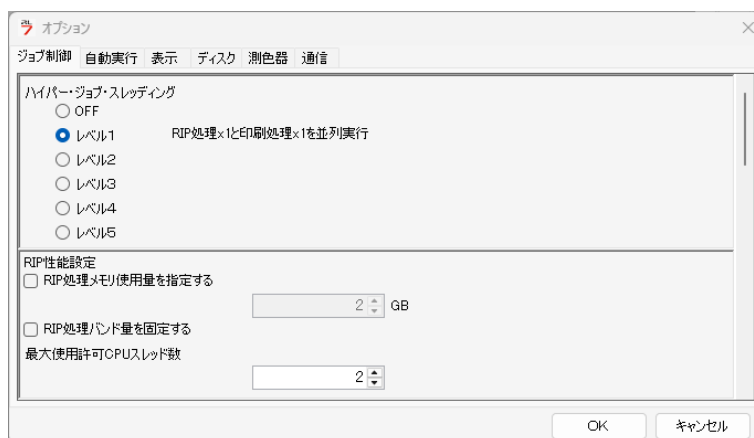 オプション
ジョブ制御 自動実行 表示 ディスク 測色器 通信
ハイパー・ジョブ・スレッディング
OFF
レベル1 RIP処理x1と印刷処理x1を並列実行
レベル2
レベル3
レベル4
レベル5
RIP性能設定
RIP処理メモリ使用量を指定する
2 GB
RIP処理バンド量を固定する
最大使用許可CPUスレッド数
2
OK キャンセル